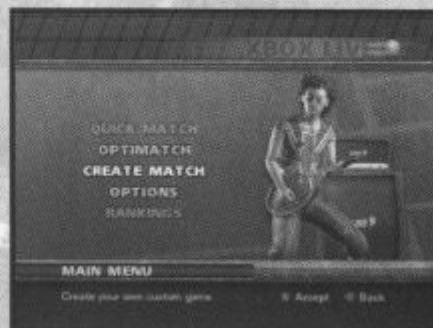 XBOX LIVE
QUICK MATCH
OPTIMATCH
CREATE MATCH
OPTIONS
RANKINGS
MAIN MENU
Create your own custom game
Accept Back